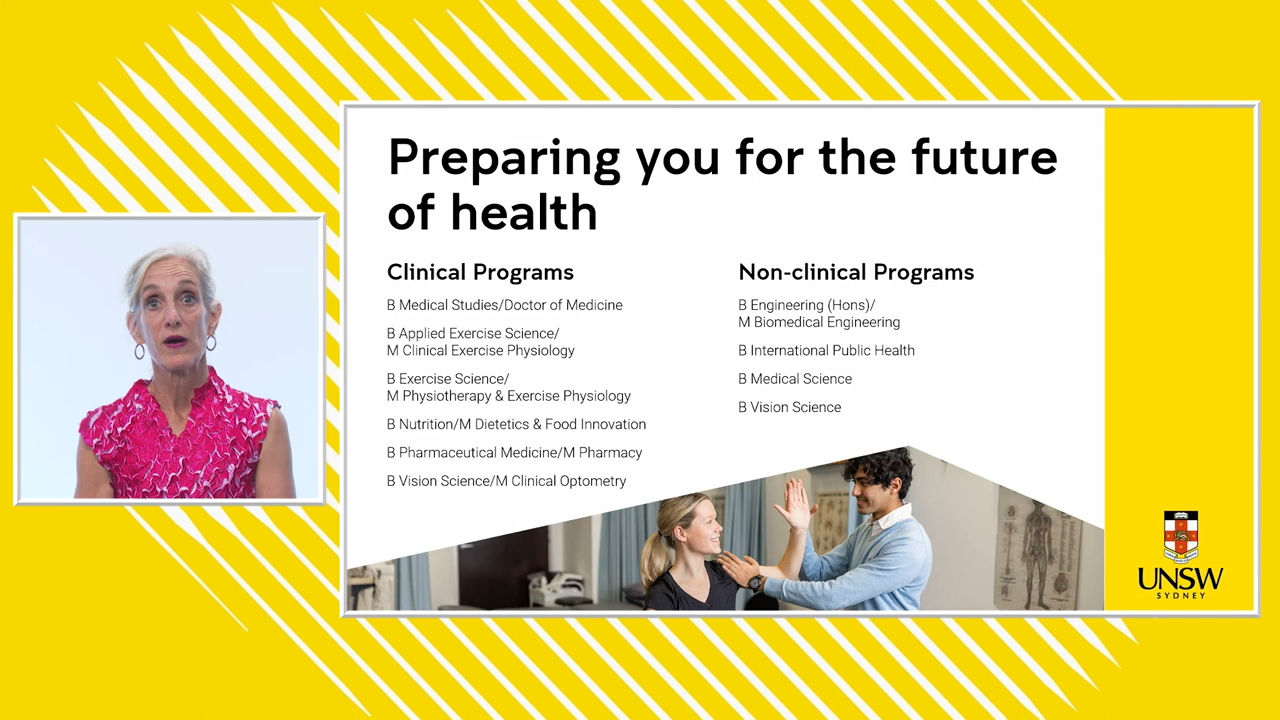 Preparing you for the future
of health
Clinical Programs
B Medical Studies/Doctor of Medicine
B Applied Exercise Science/
M Clinical Exercise Physiology
B Exercise Science/
M Physiotherapy & Exercise Physiology
B Nutrition/M Dietetics & Food Innovation
B Pharmaceutical Medicine/M Pharmacy
B Vision Science/M Clinical Optometry
Non-clinical Programs
B Engineering (Hons)/
M Biomedical Engineering
B International Public Health
B Medical Science
B Vision Science
UNSW
SYDNEY